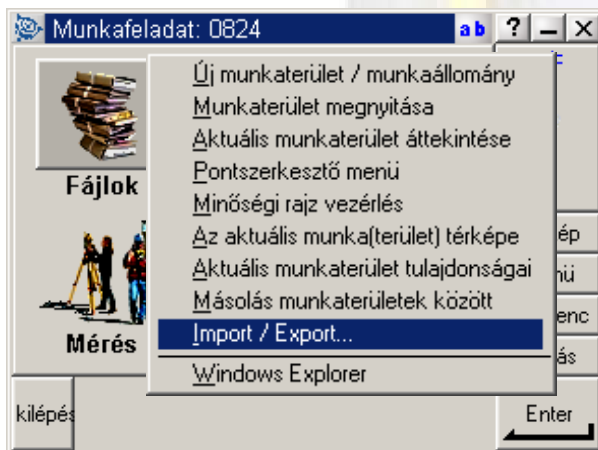 Munkafeladat: 0824
ab ? – X
Új munkaterület / munkaállomány
Munkaterület megnyitása
Aktuális munkaterület áttekintése
Pontszerkesztő menü
Minőségi rajz vezérlés
Az aktuális munka(terület) térképe
Aktuális munkaterület tulajdonságai
Másolás munkaterületek között
Import / Export...
Windows Explorer
Fájlok
Mérés
ép
nü
enc
ás
kilépés
Enter